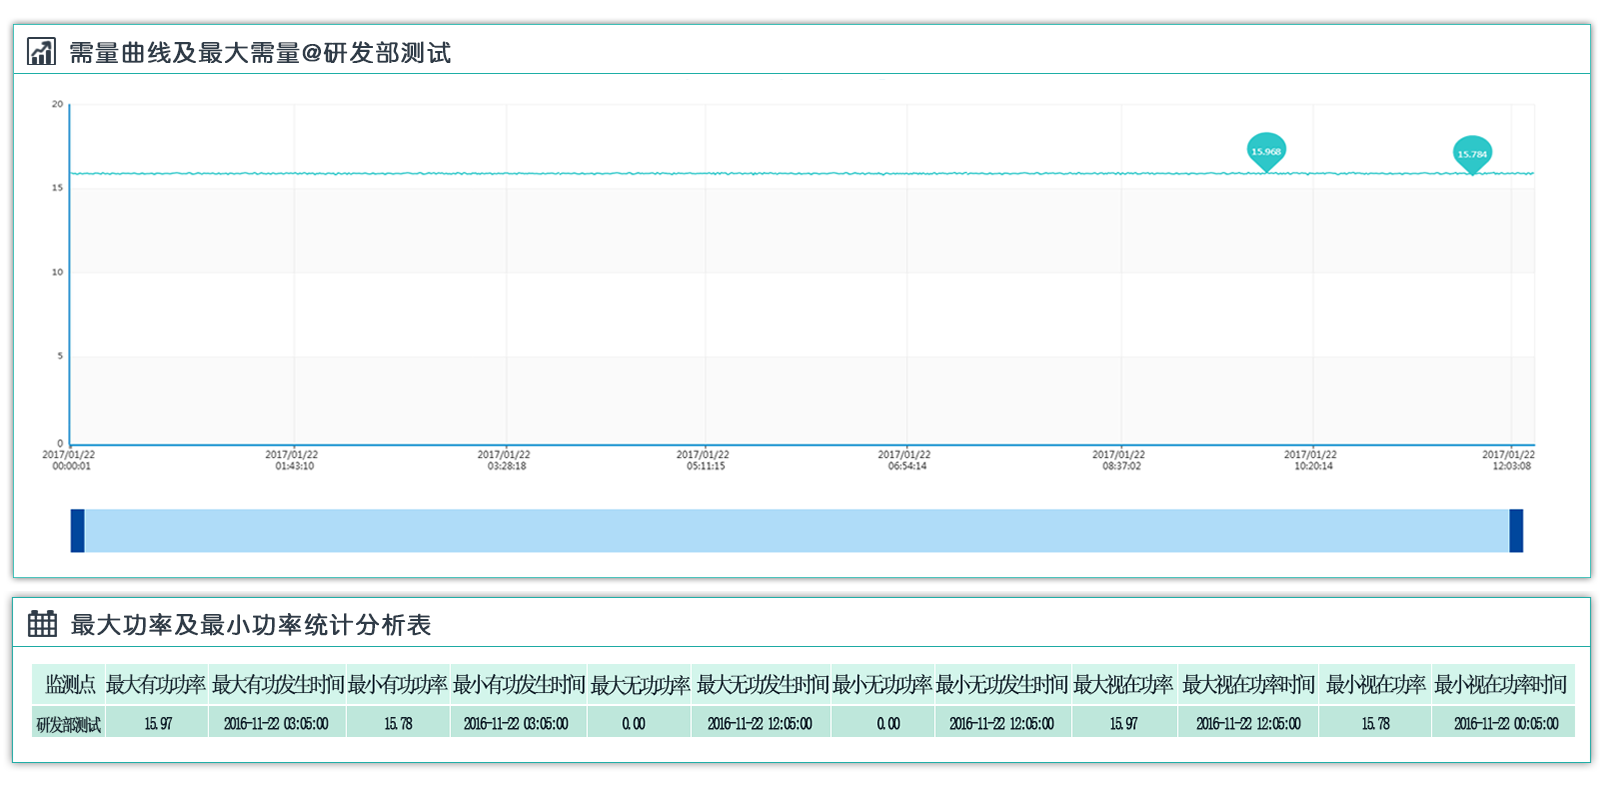 需量曲线及最大需量@研发部测试
20
15.968
15.784
15
10
5
0
2017/01/22 2017/01/22 2017/01/22 2017/01/22 2017/01/22 2017/01/22 2017/01/22 2017/01/22
00:00:01 01:43:10 03:28:18 05:11:15 06:54:14 08:37:02 10:20:14 12:03:08
最大功率及最小功率统计分析表
监测点 最大有功功率 最大有功发生时间 最小有功功率 最小有功发生时间 最大无功功率 最大无功发生时间 最小无功功率 最小无功发生时间 最大视在功率 最大视在功率时间 最小视在功率 最小视在功率时间
研发部测试 15.97 2016-11-22 03:05:00 15.78 2016-11-22 03:05:00 0.00 2016-11-22 12:05:00 0.00 2016-11-22 12:05:00 15.97 2016-11-22 12:05:00 15.78 2016-11-22 00:05:00